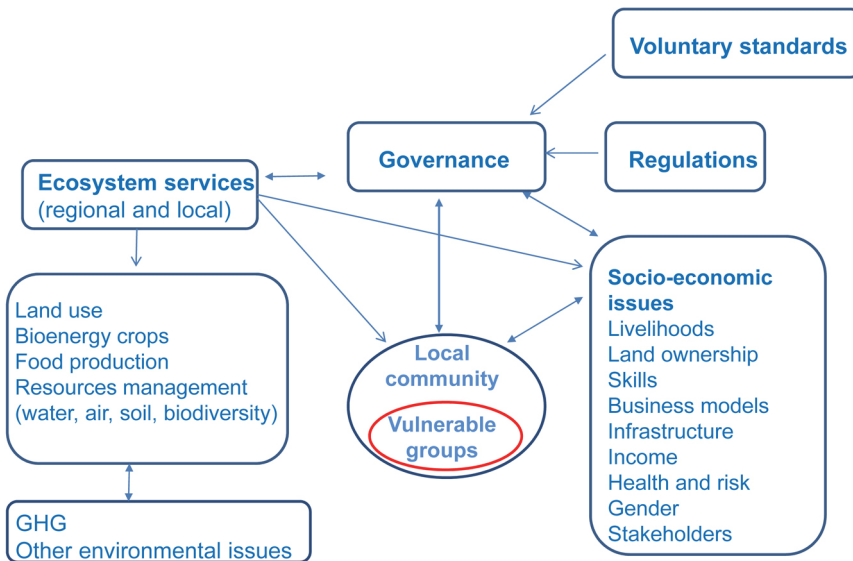 Voluntary standards
Governance
Regulations
Ecosystem services
(regional and local)
Land use
Bioenergy crops
Food production
Resources management
(water, air, soil, biodiversity)
GHG
Other environmental issues
Local
community
Vulnerable
groups
Socio-economic
issues
Livelihoods
Land ownership
Skills
Business models
Infrastructure
Income
Health and risk
Gender
Stakeholders